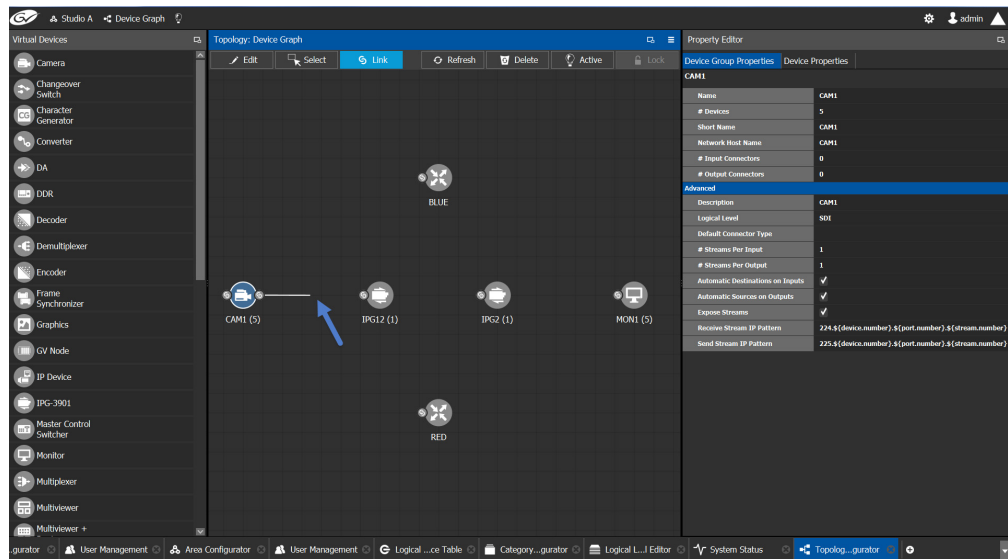 GV Studio A Device Graph admin
Virtual Devices
Camera
Changeover
Switch
CG Character
Generator
Converter
DA
DDR
Decoder
Demultiplexer
Encoder
Frame
Synchronizer
Graphics
GV Node
IP Device
IPG-3901
Master Control
Switcher
Monitor
Multiplexer
Multiviewer
Multiviewer +
Topology: Device Graph
Edit Select Link Refresh Delete Active Lock
BLUE
CAM1 (5) IPG12 (1) IPG2 (1) MON1 (5)
RED
Property Editor
Device Group Properties Device Properties
CAM1
Name CAM1
# Devices 5
Short Name CAM1
Network Host Name CAM1
# Input Connectors 0
# Output Connectors 0
Advanced
Description CAM1
Logical Level SDI
Default Connector Type
# Streams Per Input 1
# Streams Per Output 1
Automatic Destinations on Inputs
Automatic Sources on Outputs
Expose Streams
Receive Stream IP Pattern 224.${device.number}.${port.number}.${stream.number}
Send Stream IP Pattern 225.${device.number}.${port.number}.${stream.number}
..gurator User Management Area Configurator User Management Logical ...ce Table Category...gurator Logical L...l Editor System Status Topolog...gurator